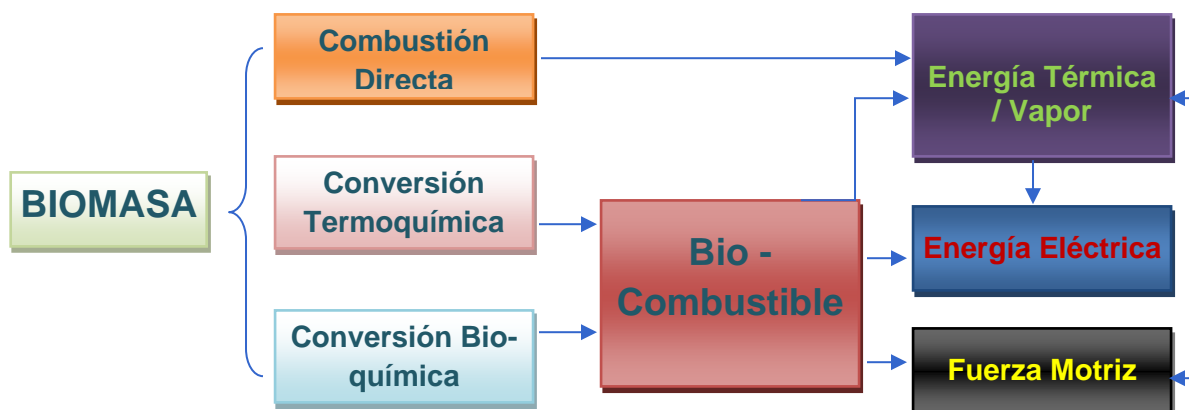 BIOMASA
Combustión
Directa
Conversión
Termoquímica
Conversión Bio-
química
Bio -
Combustible
Energía Térmica
/ Vapor
Energía Eléctrica
Fuerza Motriz